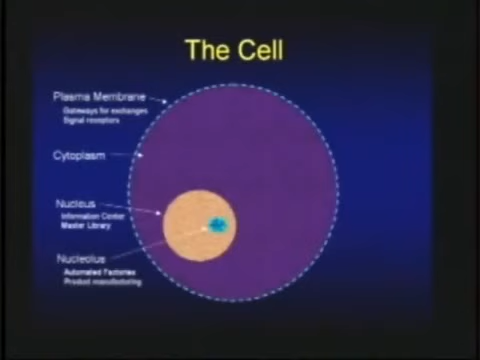 The Cell
Plasma Membrane
Gateways for exchanges
Signal receptors
Cytoplasm
Nucleus
Information Center
Master Library
Nucleolus
Automated Factories
Product manufacturing